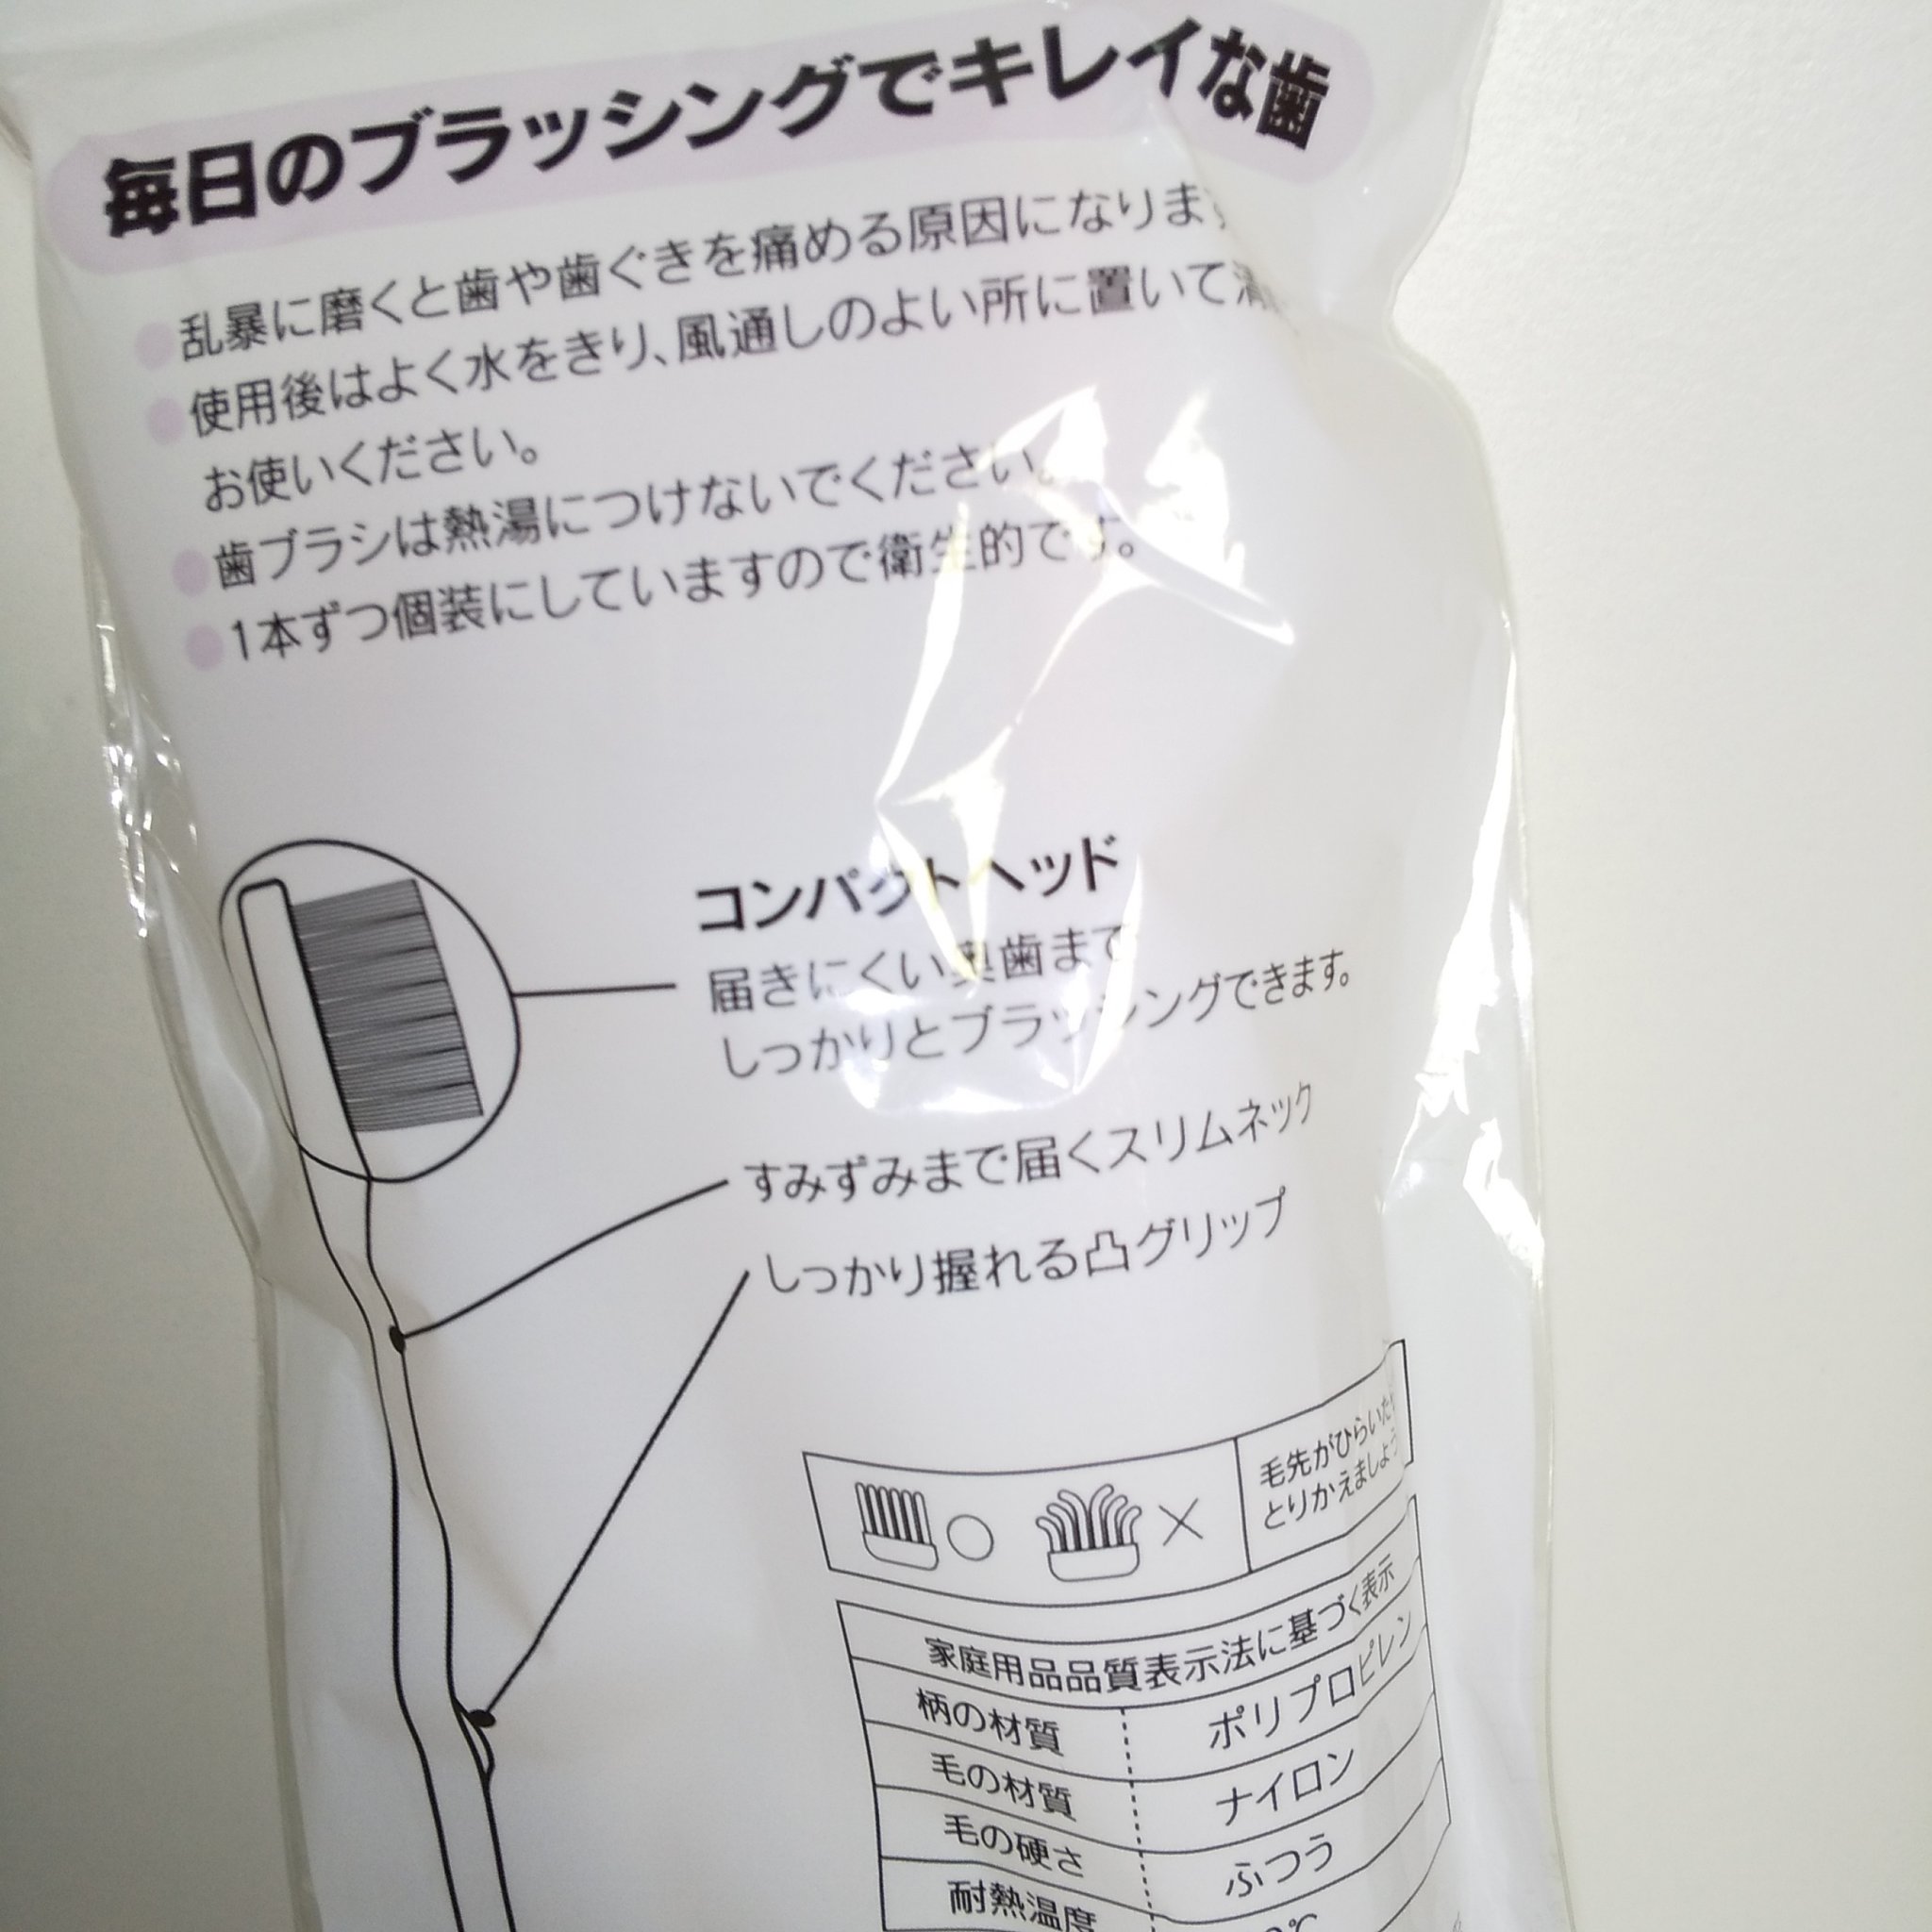 毎日のブラッシングでキレイな歯
乱暴に磨くと歯や歯ぐきを痛める原因になります
使用後はよく水をきり、風通しのよい所に置いて
お使いください。
歯ブラシは熱湯につけないでください。
1本ずつ個装にしていますので衛生的です。
コンパクトヘッド
届きにくい奥歯まで
しっかりとブラッシングできます。
すみずみまで届くスリムネック
しっかり握れる凸グリップ
毛先がひらいたら
とりかえましょう
家庭用品品質表示法に基づく表示
柄の材質 ポリプロピレン
毛の材質 ナイロン
毛の硬さ ふつう
耐熱温度 ℃